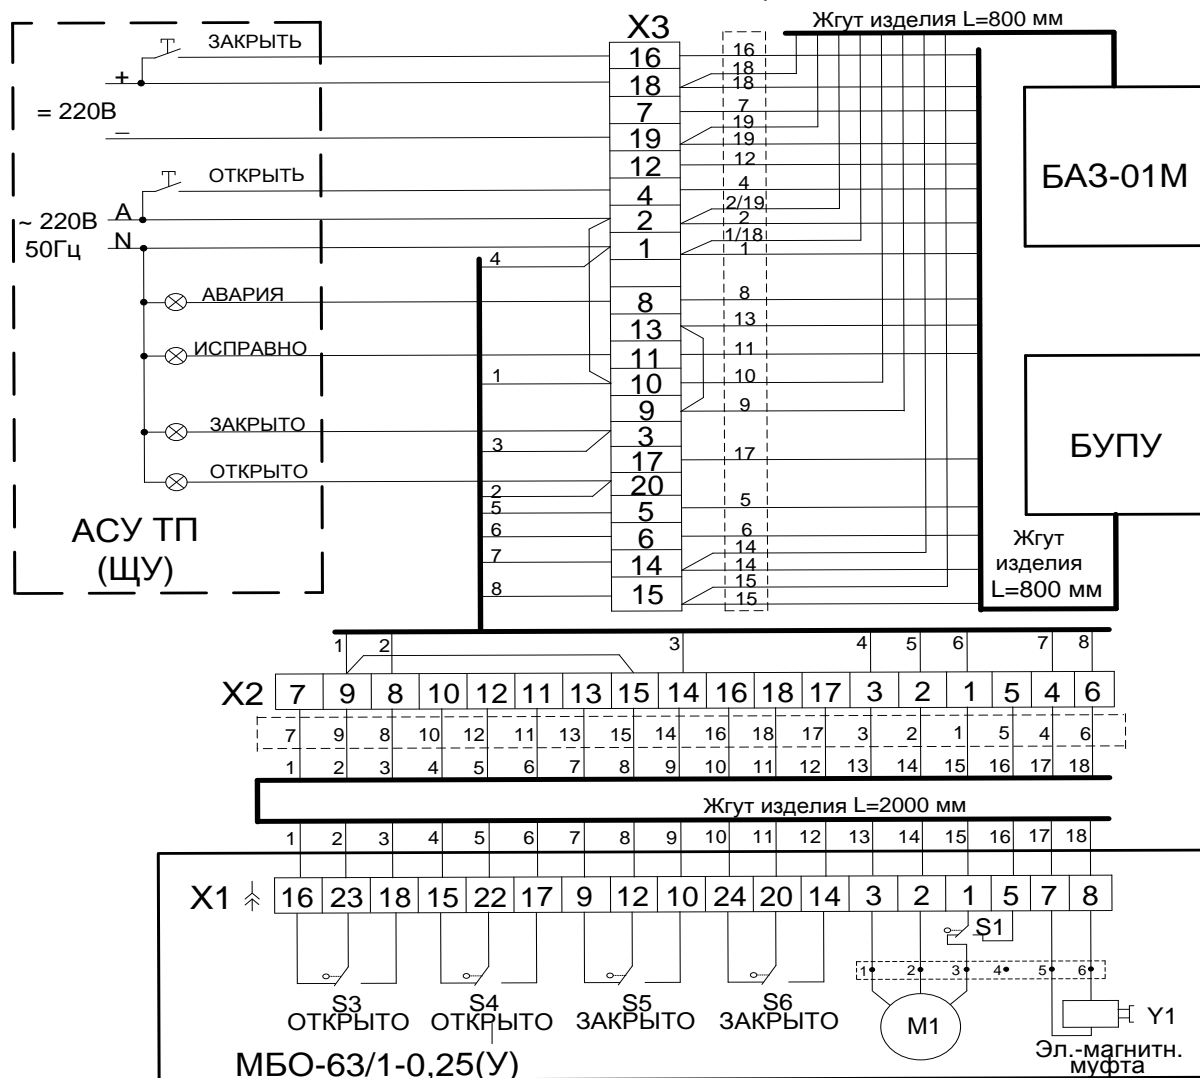 Жгут изделия L=800 мм
X3
ЗАКРЫТЬ
+
= 220В
–
ОТКРЫТЬ
~ 220В
50Гц
A
N
АВАРИЯ
ИСПРАВНО
ЗАКРЫТО
ОТКРЫТО
АСУ ТП
(ЩУ)
4
1
3
2
5
6
7
8
16
18
7
19
12
4
2
1
8
13
11
10
9
3
17
20
5
6
14
15
16
18
18
7
19
19
12
4
2/19
2
1/18
1
8
13
11
10
9
17
5
6
14
14
15
15
БАЗ-01М
БУПУ
Жгут
изделия
L=800 мм
1 2 3 4 5 6 7 8
X2 7 9 8 10 12 11 13 15 14 16 18 17 3 2 1 5 4 6
7 9 8 10 12 11 13 15 14 16 18 17 3 2 1 5 4 6
1 2 3 4 5 6 7 8 9 10 11 12 13 14 15 16 17 18
Жгут изделия L=2000 мм
1 2 3 4 5 6 7 8 9 10 11 12 13 14 15 16 17 18
X1 16 23 18 15 22 17 9 12 10 24 20 14 3 2 1 5 7 8
S1
1 2 3 4 5 6
S3
ОТКРЫТО
S4
ОТКРЫТО
S5
ЗАКРЫТО
S6
ЗАКРЫТО
M1
Y1
Эл.-магнитн.
муфта
МБО-63/1-0,25(У)